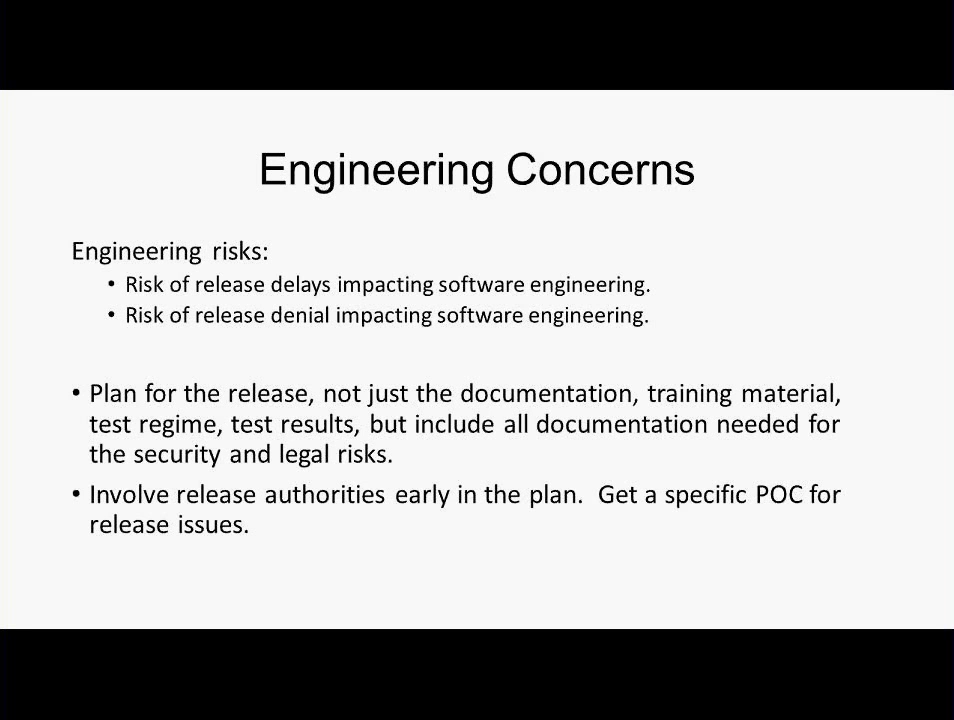 Engineering Concerns
Engineering risks:
• Risk of release delays impacting software engineering.
• Risk of release denial impacting software engineering.
• Plan for the release, not just the documentation, training material,
test regime, test results, but include all documentation needed for
the security and legal risks.
• Involve release authorities early in the plan.  Get a specific POC for
release issues.